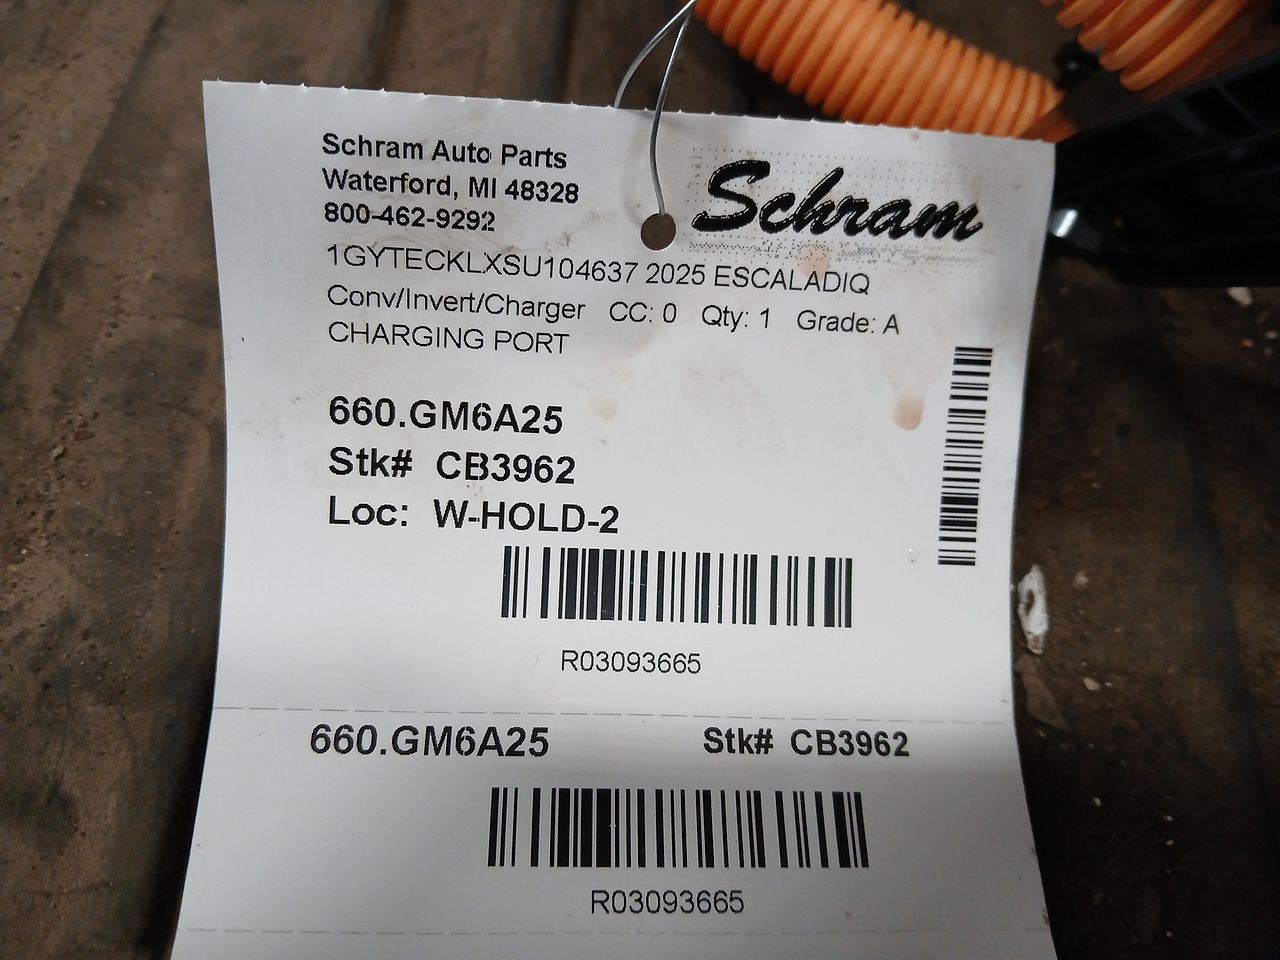 Schram Auto Parts
Waterford, MI 48328
800-462-9292
Schram
1GYTECKLXSU104637 2025 ESCALADIQ
Conv/Invert/Charger CC: 0 Qty: 1 Grade: A
CHARGING PORT
660.GM6A25
Stk# CB3962
Loc: W-HOLD-2
R03093665
660.GM6A25 Stk# CB3962
R03093665